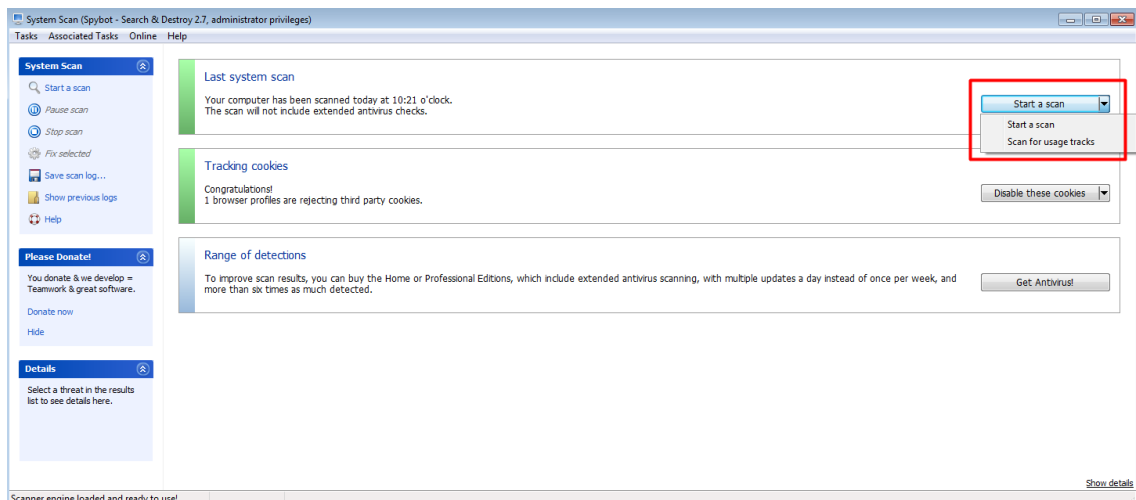 System Scan (Spybot - Search & Destroy 2.7, administrator privileges)
Tasks Associated Tasks Online Help
System Scan
Start a scan
Pause scan
Stop scan
Fix selected
Save scan log...
Show previous logs
Help
Please Donate!
You donate & we develop =
Teamwork & great software.
Donate now
Hide
Details
Select a threat in the results
list to see details here.
Last system scan
Your computer has been scanned today at 10:21 o'clock.
The scan will not include extended antivirus checks.
Start a scan
Start a scan
Scan for usage tracks
Tracking cookies
Congratulations!
1 browser profiles are rejecting third party cookies.
Disable these cookies
Range of detections
To improve scan results, you can buy the Home or Professional Editions, which include extended antivirus scanning, with multiple updates a day instead of once per week, and
more than six times as much detected.
Get Antivirus!
Show details
Scanner engine loaded and ready to use!